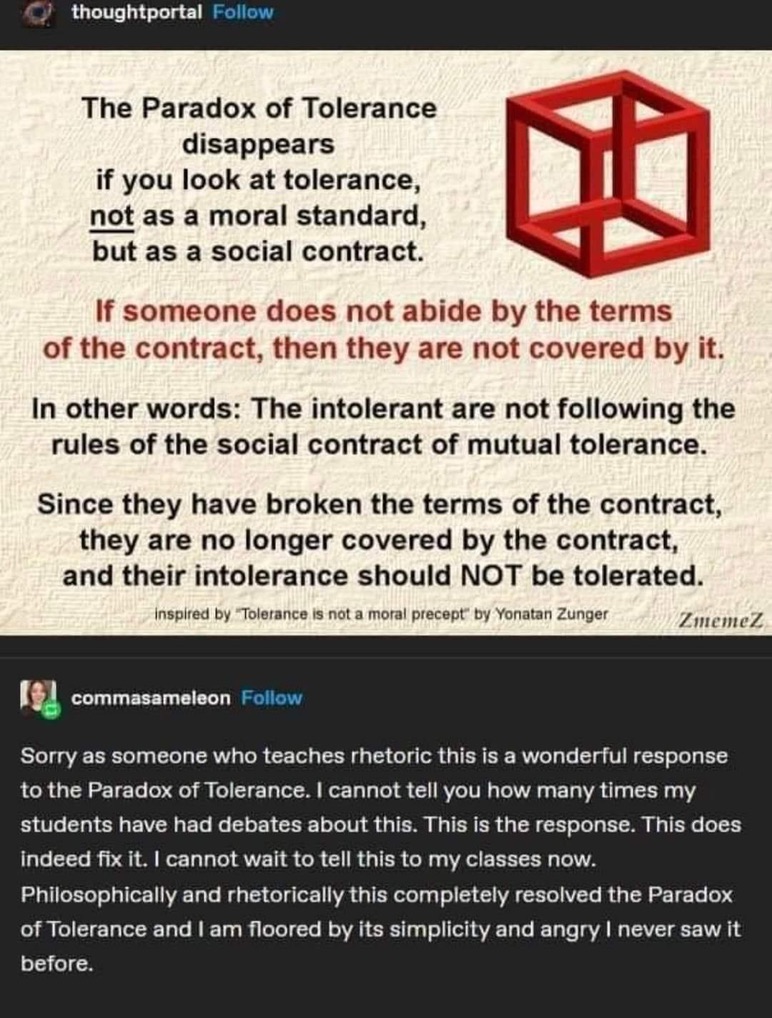 thoughtportal Follow
The Paradox of Tolerance
disappears
if you look at tolerance,
not as a moral standard,
but as a social contract.
If someone does not abide by the terms
of the contract, then they are not covered by it.
In other words: The intolerant are not following the
rules of the social contract of mutual tolerance.
Since they have broken the terms of the contract,
they are no longer covered by the contract,
and their intolerance should NOT be tolerated.
inspired by "Tolerance is not a moral precept" by Yonatan Zunger
ZmemeZ
commasameleon Follow
Sorry as someone who teaches rhetoric this is a wonderful response
to the Paradox of Tolerance. I cannot tell you how many times my
students have had debates about this. This is the response. This does
indeed fix it. I cannot wait to tell this to my classes now.
Philosophically and rhetorically this completely resolved the Paradox
of Tolerance and I am floored by its simplicity and angry I never saw it
before.